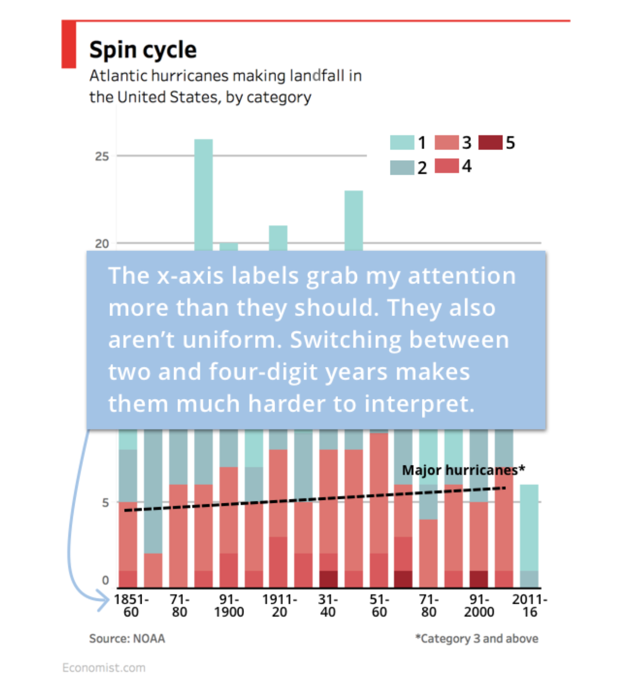 Spin cycle
Atlantic hurricanes making landfall in
the United States, by category
1 3 5
2 4
25
20
The x-axis labels grab my attention
more than they should. They also
aren’t uniform. Switching between
two and four-digit years makes
them much harder to interpret.
Major hurricanes*
5
0
1851- 71- 91- 1911- 31- 51- 71- 91- 2011-
60 80 1900 20 40 60 80 2000 16
Source: NOAA *Category 3 and above
Economist.com